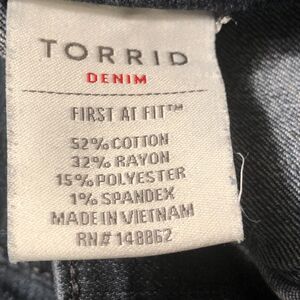 TORRID
DENIM
FIRST AT FIT™
52% COTTON
32% RAYON
15% POLYESTER
1% SPANDEX
MADE IN VIETNAM
RN# 148862